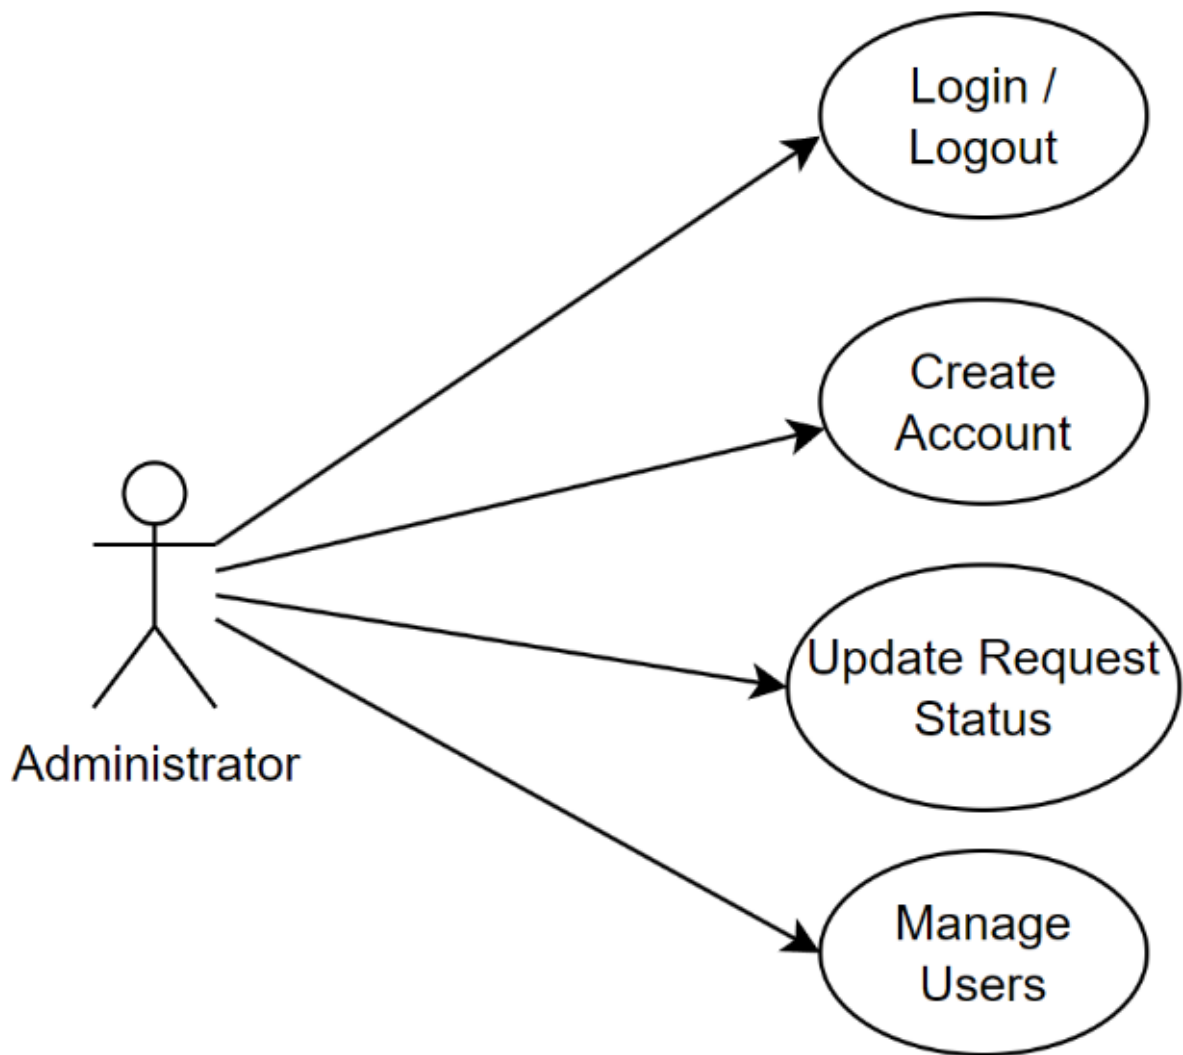 Login /
Logout
Create
Account
Update Request
Status
Administrator
Manage
Users